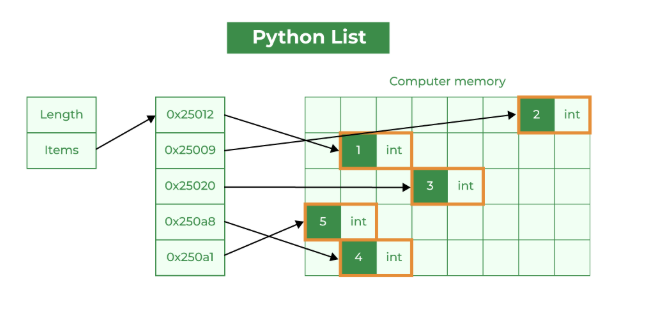 Python List
Computer memory
Length
Items
0x25012
0x25009
0x25020
0x250a8
0x250a1
2 int
1 int
3 int
5 int
4 int